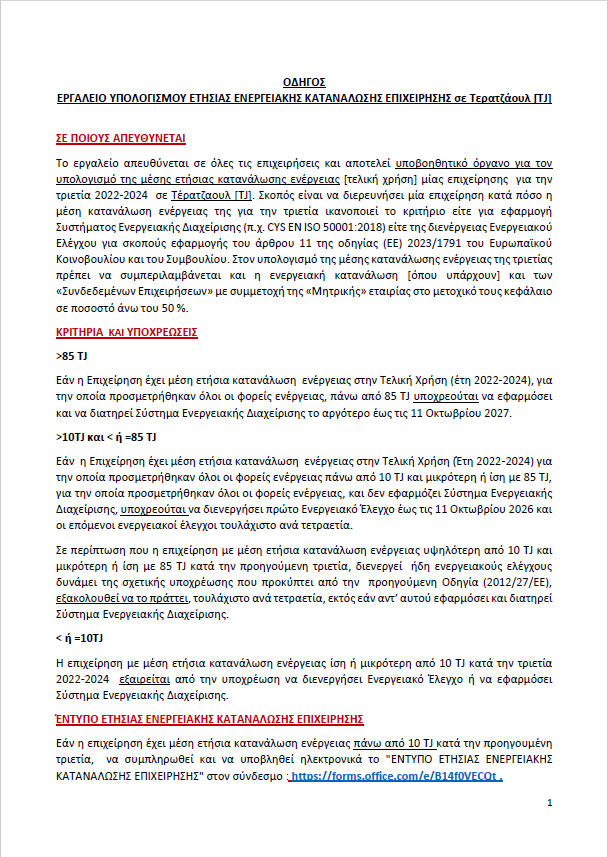 ΟΔΗΓΟΣ
ΕΡΓΑΛΕΙΟ ΥΠΟΛΟΓΙΣΜΟΥ ΕΤΗΣΙΑΣ ΕΝΕΡΓΕΙΑΚΗΣ ΚΑΤΑΝΑΛΩΣΗΣ ΕΠΙΧΕΙΡΗΣΗΣ σε Τερατζάουλ [TJ]
ΣΕ ΠΟΙΟΥΣ ΑΠΕΥΘΥΝΕΤΑΙ
Το εργαλείο απευθύνεται σε όλες τις επιχειρήσεις και αποτελεί υποβοηθητικό όργανο για τον
υπολογισμό της μέσης ετήσιας κατανάλωσης ενέργειας [τελική χρήση] μίας επιχείρησης για την
τριετία 2022-2024 σε Τέρατζαουλ [TJ]. Σκοπός είναι να διερευνήσει μία επιχείρηση κατά πόσο η
μέση κατανάλωση ενέργειας της για την τριετία ικανοποιεί το κριτήριο είτε για εφαρμογή
Συστήματος Ενεργειακής Διαχείρισης (π.χ. CYS EN ISO 50001:2018) είτε της διενέργειας Ενεργειακού
Ελέγχου για σκοπούς εφαρμογής του άρθρου 11 της οδηγίας (ΕΕ) 2023/1791 του Ευρωπαϊκού
Κοινοβουλίου και του Συμβουλίου. Στον υπολογισμό της μέσης κατανάλωσης ενέργειας της τριετίας
πρέπει να συμπεριλαμβάνεται και η ενεργειακή κατανάλωση [όπου υπάρχουν] και των
«Συνδεδεμένων Επιχειρήσεων» με συμμετοχή της «Μητρικής» εταιρίας στο μετοχικό τους κεφάλαιο
σε ποσοστό άνω του 50 %.
ΚΡΙΤΗΡΙΑ ΚΑΙ ΥΠΟΧΡΕΩΣΕΙΣ
>85 TJ
Εάν η Επιχείρηση έχει μέση ετήσια κατανάλωση ενέργειας στην Τελική Χρήση (έτη 2022-2024), για
την οποία προσμετρήθηκαν όλοι οι φορείς ενέργειας, πάνω από 85 TJ υποχρεούται να εφαρμόσει
και να διατηρεί Σύστημα Ενεργειακής Διαχείρισης το αργότερο έως τις 11 Οκτωβρίου 2027.
>10TJ και < ή =85 TJ
Εάν η Επιχείρηση έχει μέση ετήσια κατανάλωση ενέργειας στην Τελική Χρήση (Έτη 2022-2024) για
την οποία προσμετρήθηκαν όλοι οι φορείς ενέργειας πάνω από 10 TJ και μικρότερη ή ίση με 85 TJ,
για την οποία προσμετρήθηκαν όλοι οι φορείς ενέργειας, και δεν εφαρμόζει Σύστημα Ενεργειακής
Διαχείρισης, υποχρεούται να διενεργήσει πρώτο Ενεργειακό Έλεγχο έως τις 11 Οκτωβρίου 2026 και
οι επόμενοι ενεργειακοί έλεγχοι τουλάχιστο ανά τετραετία.
Σε περίπτωση που η επιχείρηση με μέση ετήσια κατανάλωση ενέργειας υψηλότερη από 10 TJ και
μικρότερη ή ίση με 85 TJ κατά την προηγούμενη τριετία, διενεργεί ήδη ενεργειακούς ελέγχους
δυνάμει της σχετικής υποχρέωσης που προκύπτει από την προηγούμενη Οδηγία (2012/27/ΕΕ),
εξακολουθεί να το πράττει, τουλάχιστο ανά τετραετία, εκτός εάν αντ’ αυτού εφαρμόσει και διατηρεί
Σύστημα Ενεργειακής Διαχείρισης.
< ή =10TJ
Η επιχείρηση με μέση ετήσια κατανάλωση ενέργειας ίση ή μικρότερη από 10 TJ κατά την τριετία
2022-2024 εξαιρείται από την υποχρέωση να διενεργήσει Ενεργειακό Έλεγχο ή να εφαρμόσει
Σύστημα Ενεργειακής Διαχείρισης.
ΈΝΤΥΠΟ ΕΤΗΣΙΑΣ ΕΝΕΡΓΕΙΑΚΗΣ ΚΑΤΑΝΑΛΩΣΗΣ ΕΠΙΧΕΙΡΗΣΗΣ
Εάν η επιχείρηση έχει μέση ετήσια κατανάλωση ενέργειας πάνω από 10 TJ κατά την προηγουμένη
τριετία, να συμπληρωθεί και να υποβληθεί ηλεκτρονικά το "ΕΝΤΥΠΟ ΕΤΗΣΙΑΣ ΕΝΕΡΓΕΙΑΚΗΣ
ΚΑΤΑΝΑΛΩΣΗΣ ΕΠΙΧΕΙΡΗΣΗΣ" στον σύνδεσμο : https://forms.office.com/e/B14f0VECQt .
1